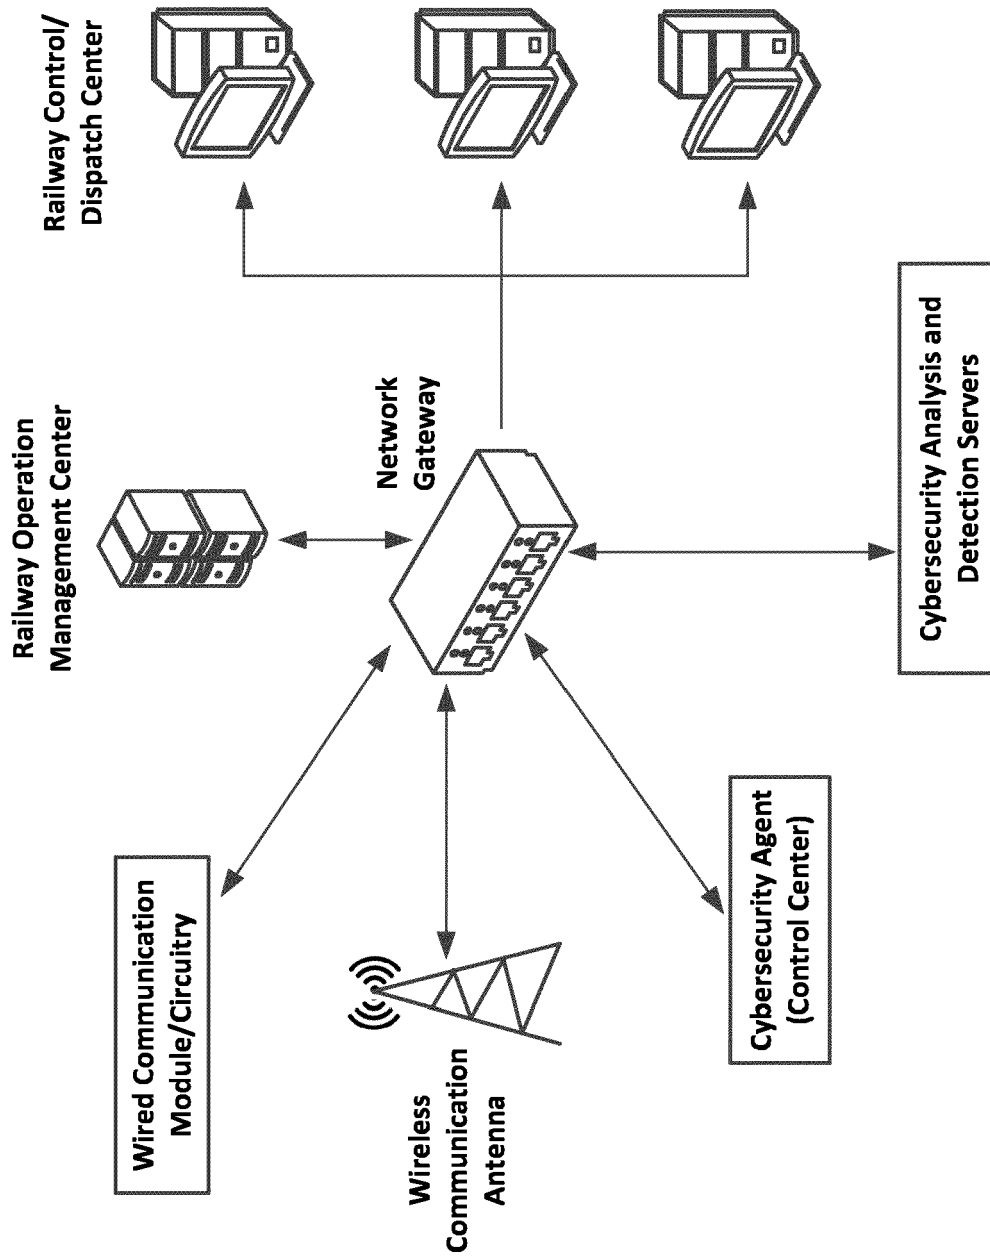 Railway Control/
Dispatch Center
Railway Operation
Management Center
Network
Gateway
Cybersecurity Analysis and
Detection Servers
Wired Communication
Module/Circuitry
Wireless
Communication
Antenna
Cybersecurity Agent
(Control Center)